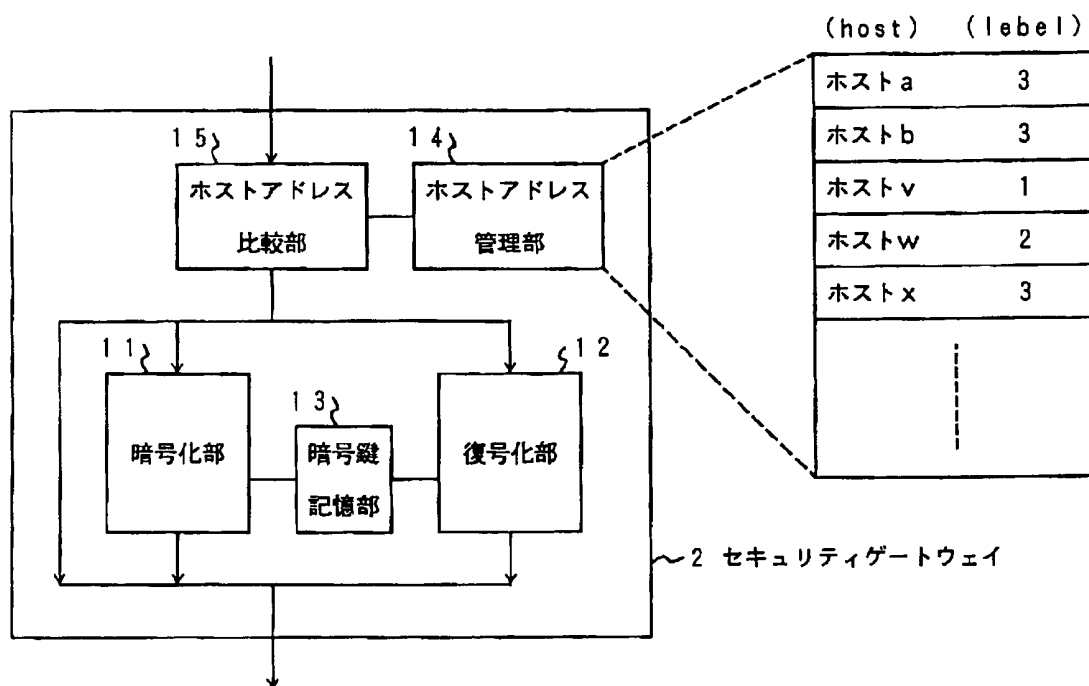 (host) (lebel)
ホストa 3
ホストb 3
ホストv 1
ホストw 2
ホストx 3
15
ホストアドレス
比較部
14
ホストアドレス
管理部
11
暗号化部
13
暗号鍵
記憶部
12
復号化部
2 セキュリティゲートウェイ